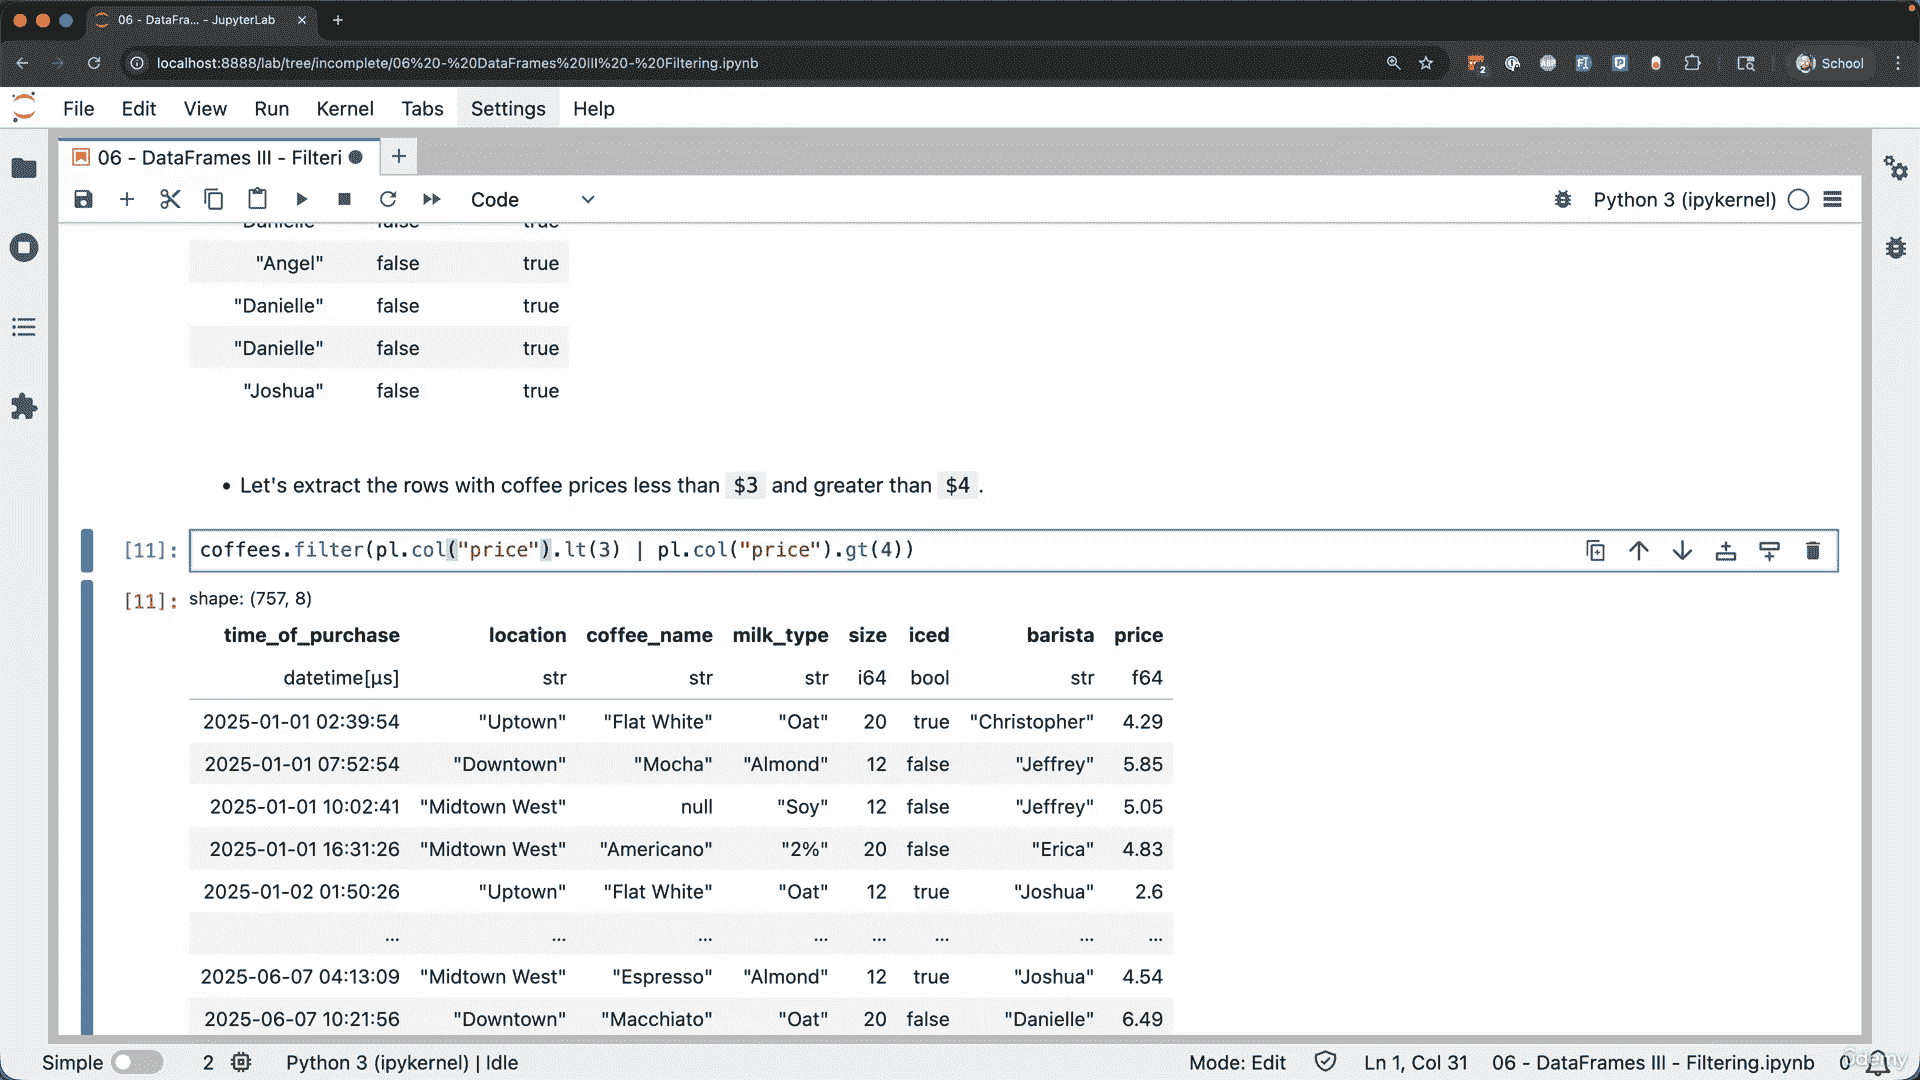 06 - DataFra... - JupyterLab
localhost:8888/lab/tree/incomplete/06%20-%20DataFrames%20III%20-%20Filtering.ipynb
2
School
File Edit View Run Kernel Tabs Settings Help
06 - DataFrames III - Filteri
Code
Python 3 (ipykernel)
"Danielle" false true
"Angel" false true
"Danielle" false true
"Danielle" false true
"Joshua" false true
• Let's extract the rows with coffee prices less than $3 and greater than $4 .
[11]: coffees.filter(pl.col("price").lt(3) | pl.col("price").gt(4))
[11]: shape: (757, 8)
time_of_purchase location coffee_name milk_type size iced barista price
datetime[μs] str str str i64 bool str f64
2025-01-01 02:39:54 "Uptown" "Flat White" "Oat" 20 true "Christopher" 4.29
2025-01-01 07:52:54 "Downtown" "Mocha" "Almond" 12 false "Jeffrey" 5.85
2025-01-01 10:02:41 "Midtown West" null "Soy" 12 false "Jeffrey" 5.05
2025-01-01 16:31:26 "Midtown West" "Americano" "2%" 20 false "Erica" 4.83
2025-01-02 01:50:26 "Uptown" "Flat White" "Oat" 12 true "Joshua" 2.6
... ... ... ... ... ... ... ...
2025-06-07 04:13:09 "Midtown West" "Espresso" "Almond" 12 true "Joshua" 4.54
2025-06-07 10:21:56 "Downtown" "Macchiato" "Oat" 20 false "Danielle" 6.49
Simple 2 Python 3 (ipykernel) | Idle Mode: Edit Ln 1, Col 31 06 - DataFrames III - Filtering.ipynb 0
udemy